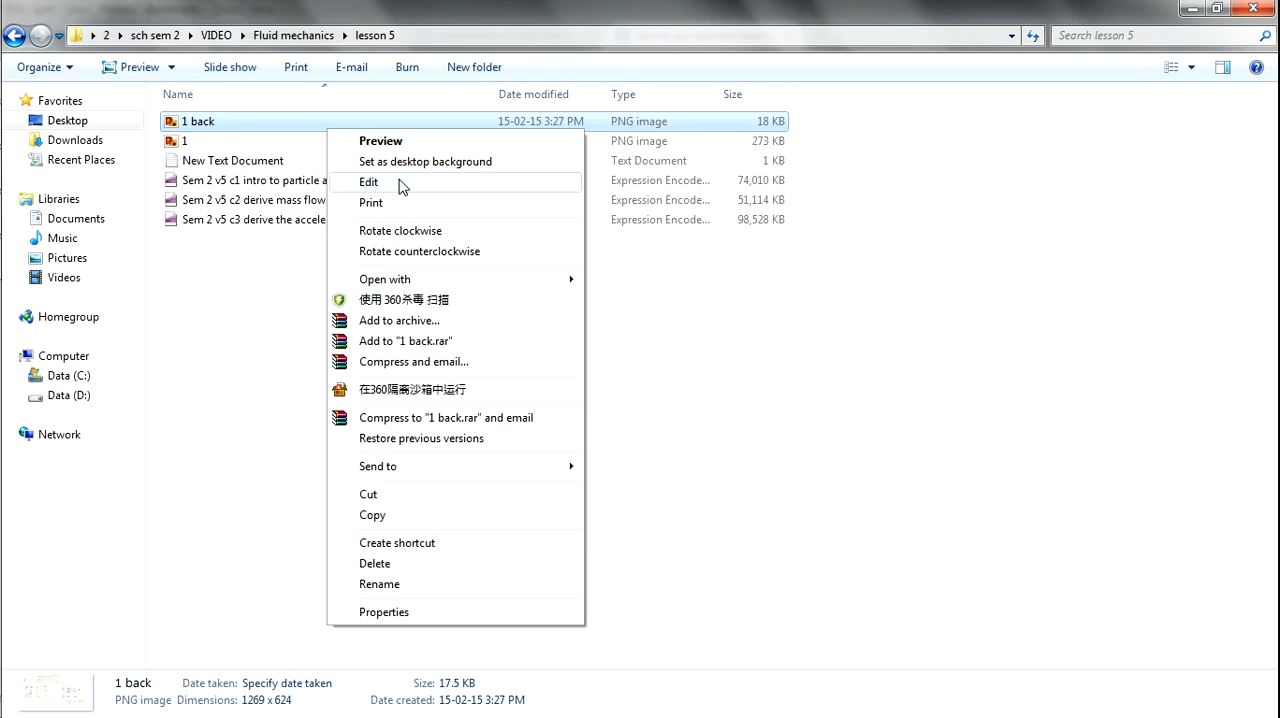 2 sch sem 2 VIDEO Fluid mechanics lesson 5 Search lesson 5
Organize Preview Slide show Print E-mail Burn New folder
Name Date modified Type Size
Favorites
Desktop
Downloads
Recent Places
Libraries
Documents
Music
Pictures
Videos
Homegroup
Computer
Data (C:)
Data (D:)
Network
1 back 15-02-15 3:27 PM PNG image 18 KB
1 PNG image 273 KB
New Text Document Text Document 1 KB
Sem 2 v5 c1 intro to particle a Expression Encode... 74,010 KB
Sem 2 v5 c2 derive mass flow Expression Encode... 51,114 KB
Sem 2 v5 c3 derive the accele Expression Encode... 98,528 KB
Preview
Set as desktop background
Edit
Print
Rotate clockwise
Rotate counterclockwise
Open with
使用 360杀毒 扫描
Add to archive...
Add to "1 back.rar"
Compress and email...
在360隔离沙箱中运行
Compress to "1 back.rar" and email
Restore previous versions
Send to
Cut
Copy
Create shortcut
Delete
Rename
Properties
1 back Date taken: Specify date taken Size: 17.5 KB
PNG image Dimensions: 1269 x 624 Date created: 15-02-15 3:27 PM